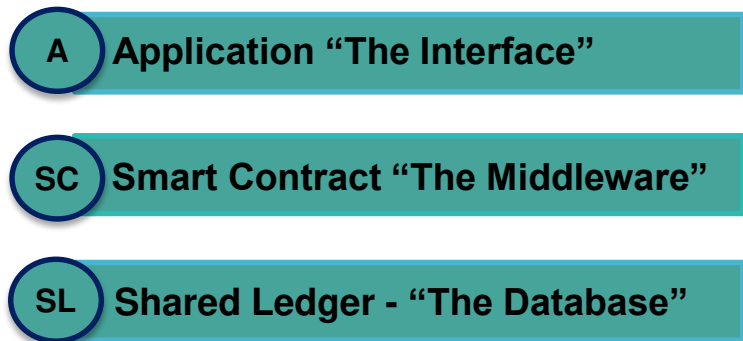 A Application “The Interface”
SC Smart Contract “The Middleware”
SL Shared Ledger - “The Database”